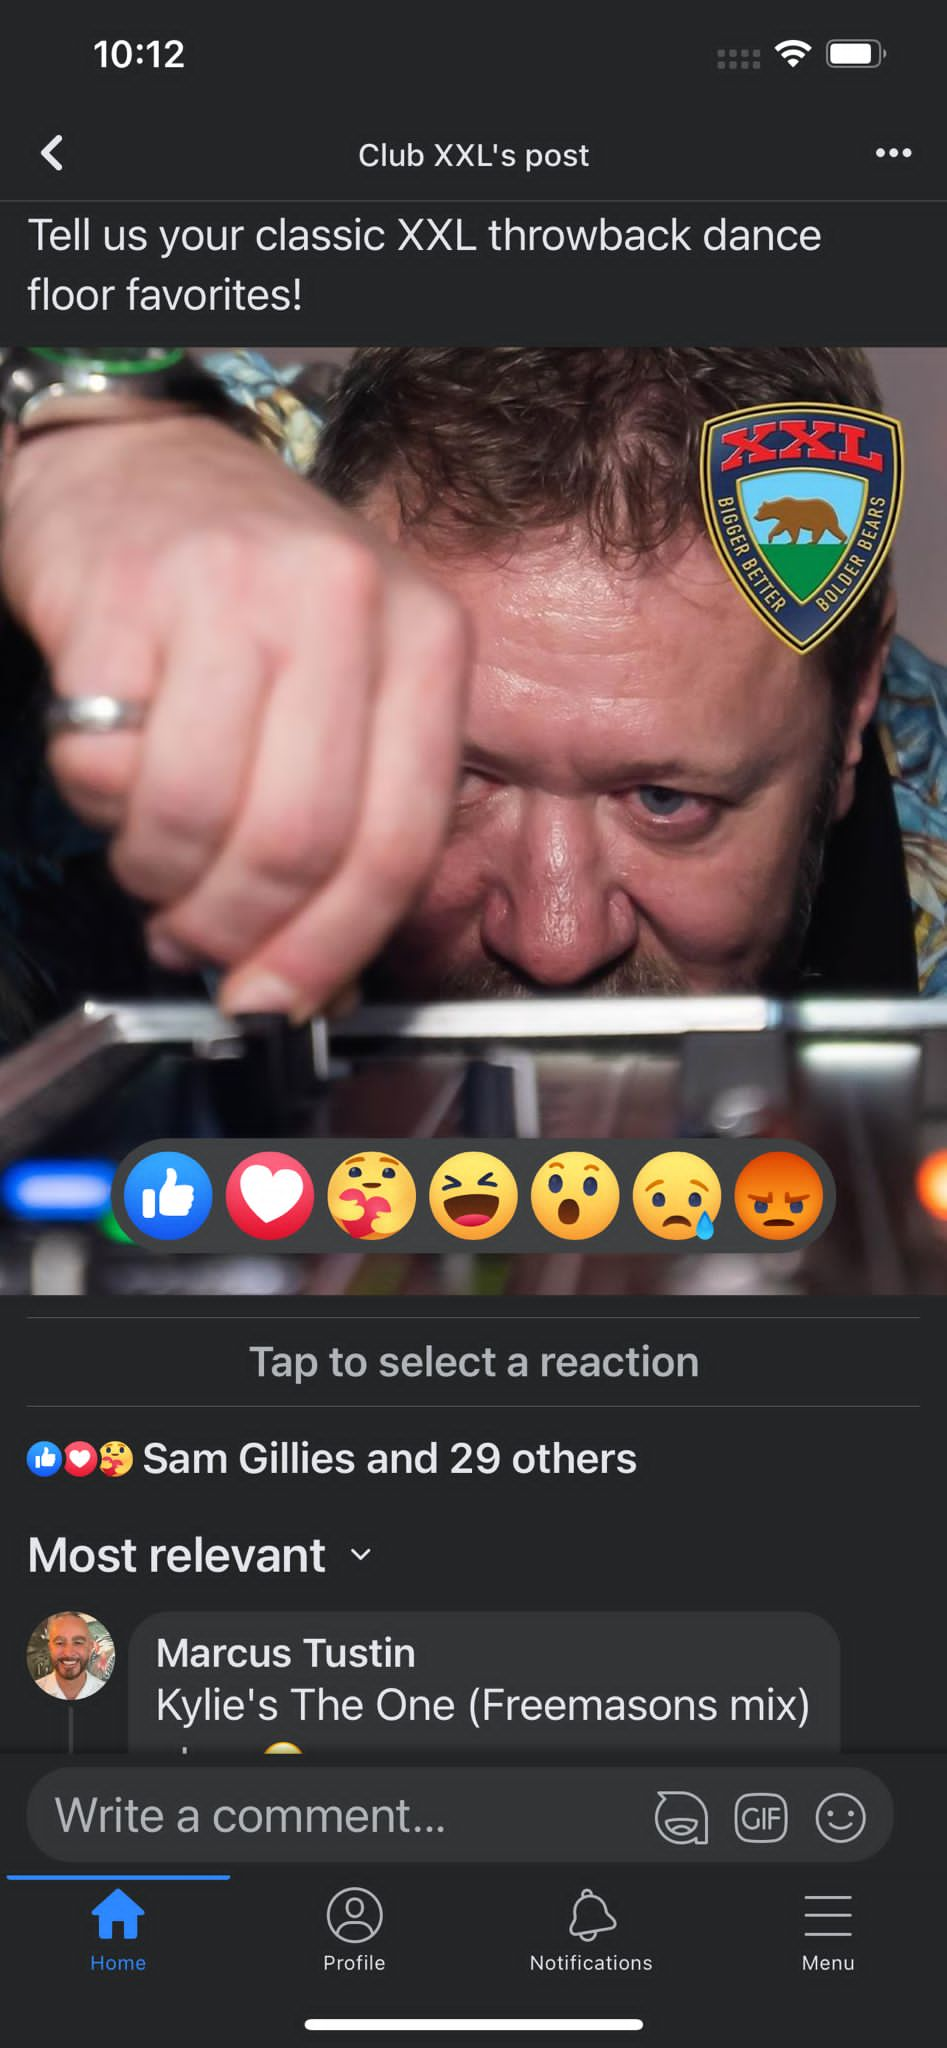 10:12
Club XXL's post
Tell us your classic XXL throwback dance
floor favorites!
XXL
BIGGER BETTER
BOLDER BEARS
Tap to select a reaction
Sam Gillies and 29 others
Most relevant
Marcus Tustin
Kylie's The One (Freemasons mix)
Write a comment...
GIF
Home
Profile
Notifications
Menu